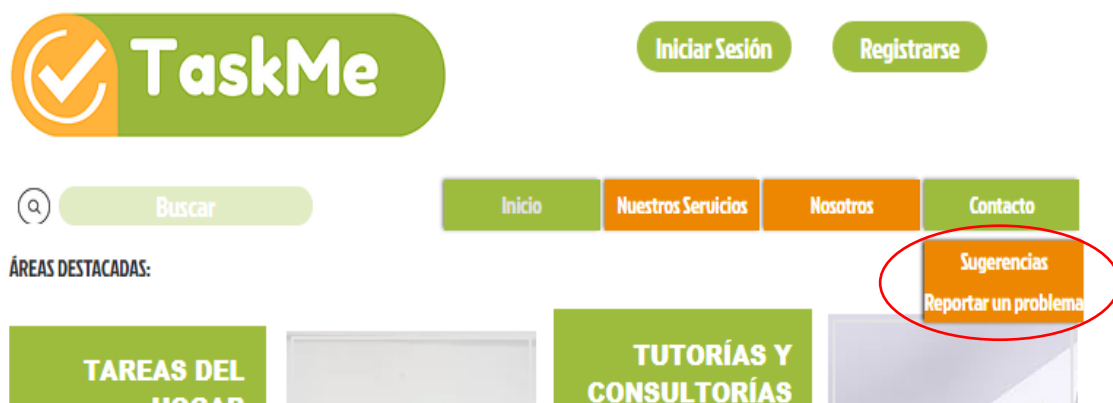 TaskMe
Iniciar Sesión
Registrarse
Buscar
Inicio
Nuestros Servicios
Nosotros
Contacto
Sugerencias
Reportar un problema
ÁREAS DESTACADAS:
TAREAS DEL
HOGAR
TUTORÍAS Y
CONSULTORÍAS